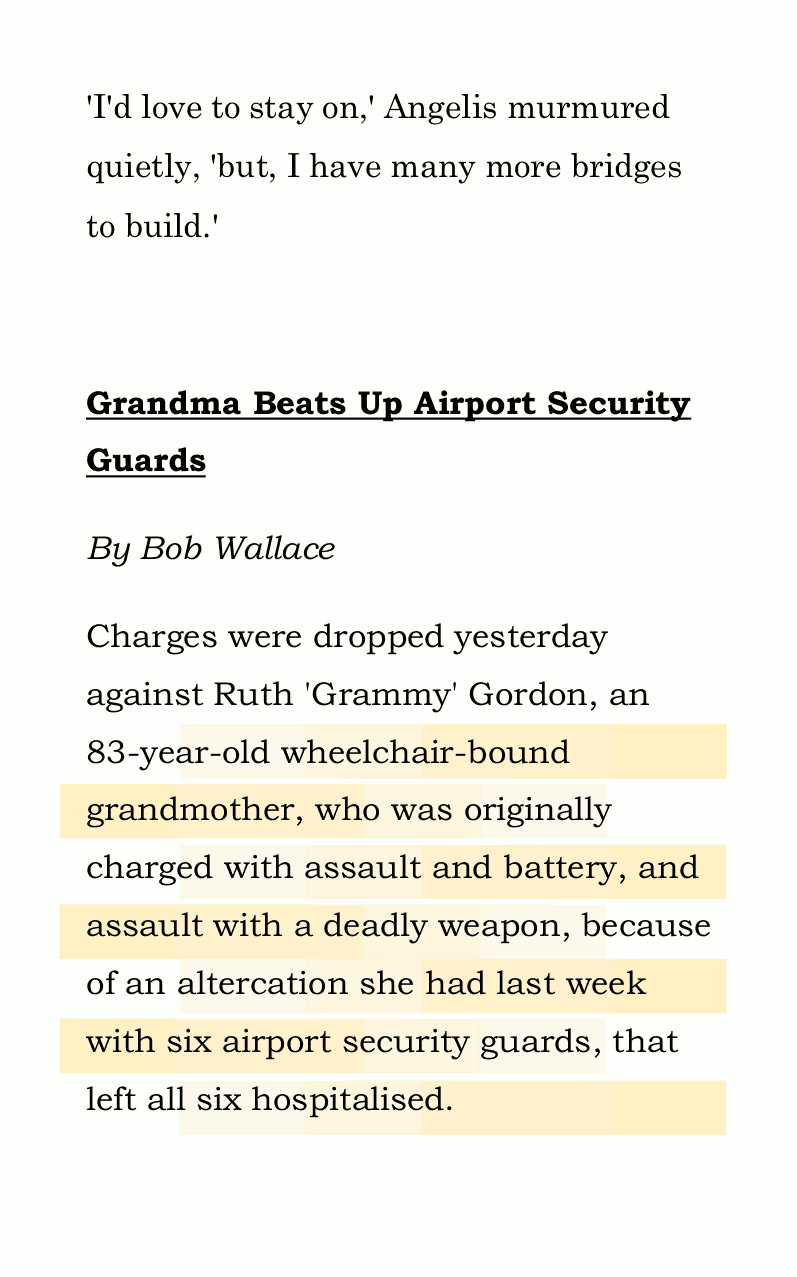 'I'd love to stay on,' Angelis murmured
quietly, 'but, I have many more bridges
to build.'
Grandma Beats Up Airport Security
Guards
By Bob Wallace
Charges were dropped yesterday
against Ruth 'Grammy' Gordon, an
83-year-old wheelchair-bound
grandmother, who was originally
charged with assault and battery, and
assault with a deadly weapon, because
of an altercation she had last week
with six airport security guards, that
left all six hospitalised.